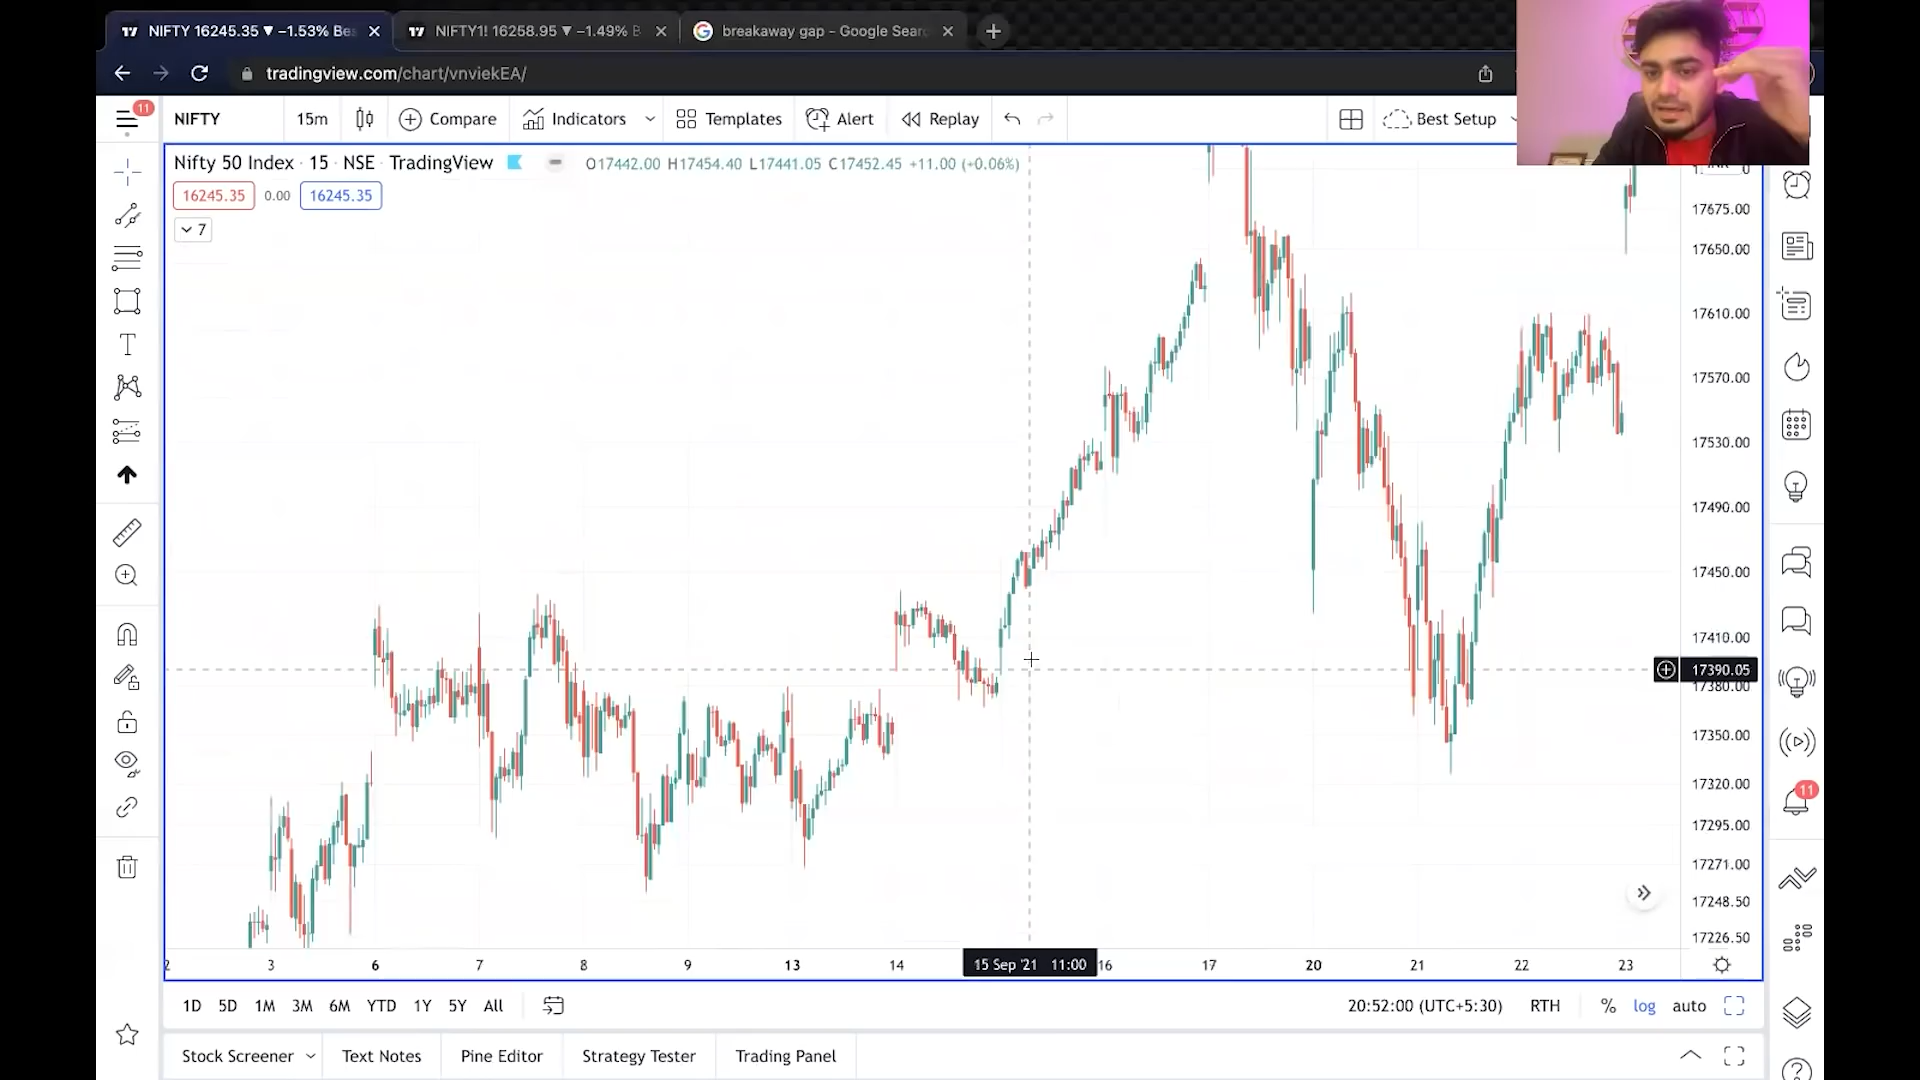 NIFTY 16245.35 ▼ −1.53% Be
NIFTY1! 16258.95 ▼ −1.49% B
breakaway gap - Google Sear
tradingview.com/chart/vnviekEA/
11
NIFTY
15m
Compare
Indicators
Templates
Alert
Replay
Best Setup
Nifty 50 Index · 15 · NSE TradingView
O17442.00 H17454.40 L17441.05 C17452.45 +11.00 (+0.06%)
16245.35
0.00
16245.35
7
17675.00
17650.00
17610.00
17570.00
17530.00
17490.00
17450.00
17410.00
17390.05
17380.00
17350.00
17320.00
17295.00
17271.00
17248.50
17226.50
11
2 3 6 7 8 9 13 14 15 Sep '21 11:00 16 17 20 21 22 23
1D 5D 1M 3M 6M YTD 1Y 5Y All
20:52:00 (UTC+5:30) RTH % log auto
Stock Screener
Text Notes
Pine Editor
Strategy Tester
Trading Panel